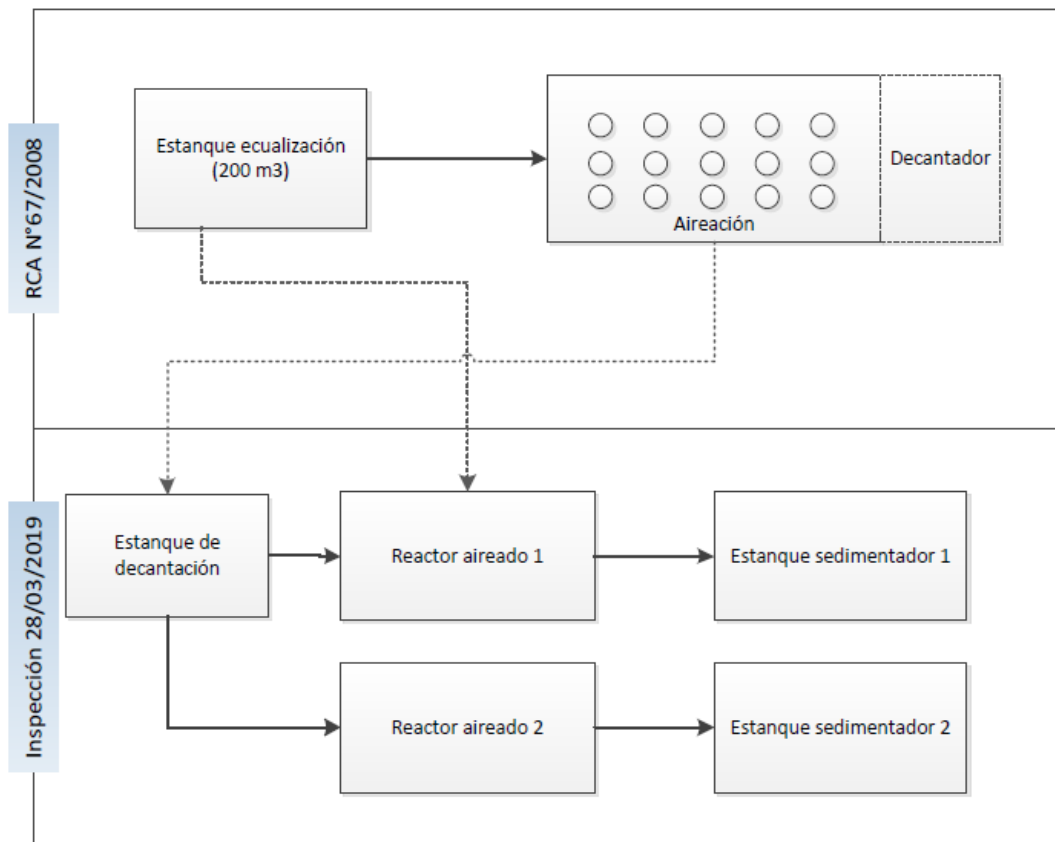 RCA N°67/2008
Estanque ecualización
(200 m3)
Aireación
Decantador
Inspección 28/03/2019
Estanque de
decantación
Reactor aireado 1
Estanque sedimentador 1
Reactor aireado 2
Estanque sedimentador 2